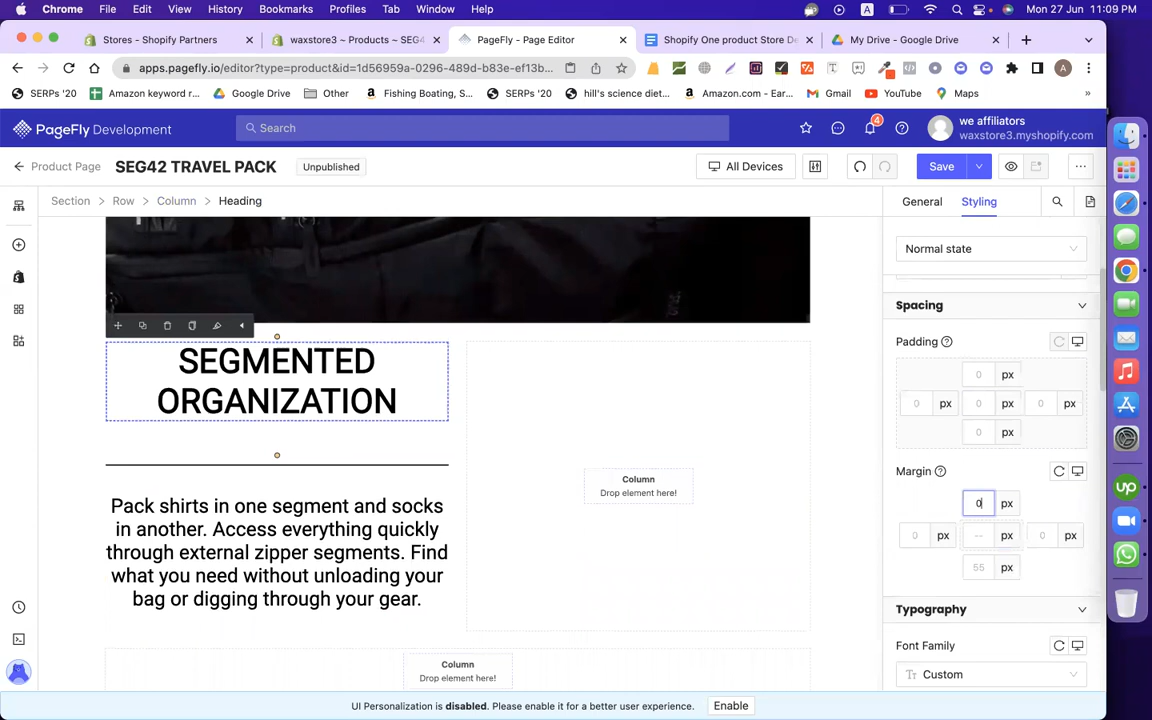 Chrome File Edit View History Bookmarks Profiles Tab Window Help A Mon 27 Jun 11:09 PM
Stores - Shopify Partners waxstore3 ~ Products ~ SEG4 PageFly - Page Editor Shopify One product Store De My Drive - Google Drive
apps.pagefly.io/editor?type=product&id=1d56959a-0296-489d-b83e-ef13b... A
SERPs '20 Amazon keyword r... Google Drive Other Fishing Boating, S... SERPs '20 hill's science diet... Amazon.com - Ear... Gmail YouTube Maps »
PageFly Development Search 4 we affiliators
waxstore3.myshopify.com
Product Page SEG42 TRAVEL PACK Unpublished All Devices Save
Section > Row > Column > Heading General Styling
Normal state
Spacing
Padding
0 px
0 px 0 px 0 px
0 px
Margin
0 px
0 px -- px 0 px
55 px
Typography
Font Family
Custom
SEGMENTED
ORGANIZATION
Pack shirts in one segment and socks
in another. Access everything quickly
through external zipper segments. Find
what you need without unloading your
bag or digging through your gear.
Column
Drop element here!
Column
Drop element here!
UI Personalization is disabled. Please enable it for a better user experience. Enable
up